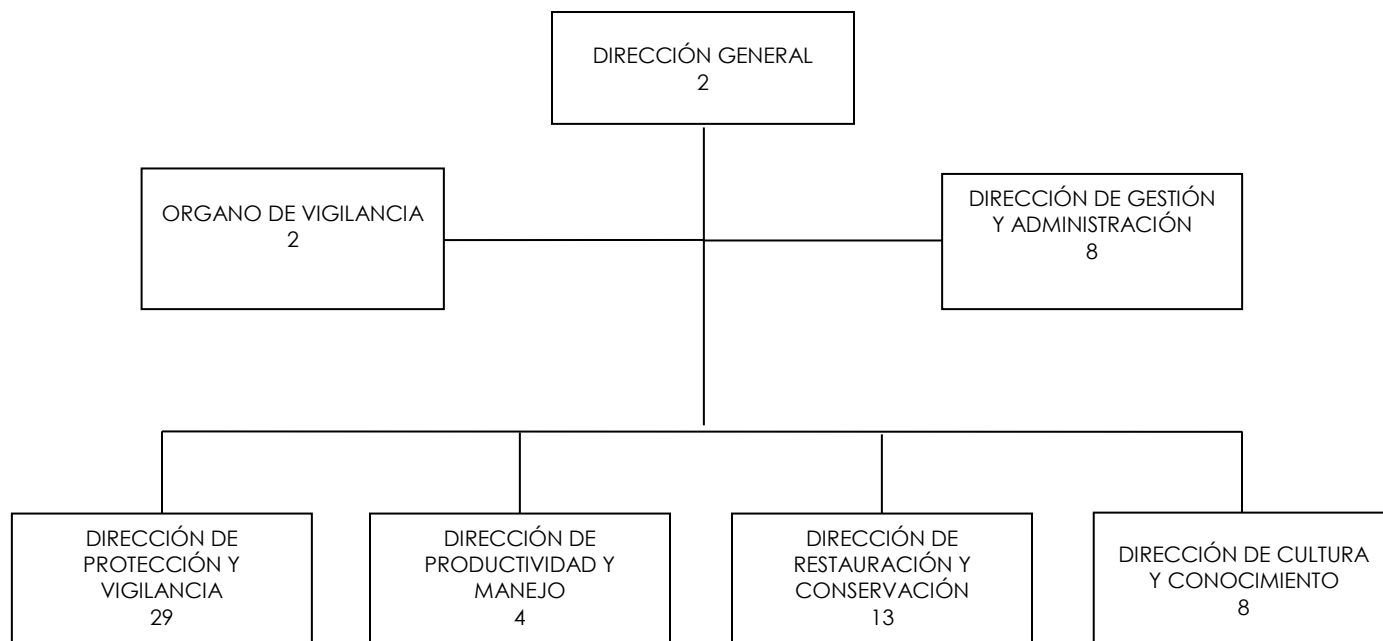 DIRECCIÓN GENERAL
2
ORGANO DE VIGILANCIA
2
DIRECCIÓN DE GESTIÓN
Y ADMINISTRACIÓN
8
DIRECCIÓN DE
PROTECCIÓN Y
VIGILANCIA
29
DIRECCIÓN DE
PRODUCTIVIDAD Y
MANEJO
4
DIRECCIÓN DE
RESTAURACIÓN Y
CONSERVACIÓN
13
DIRECCIÓN DE CULTURA
Y CONOCIMIENTO
8